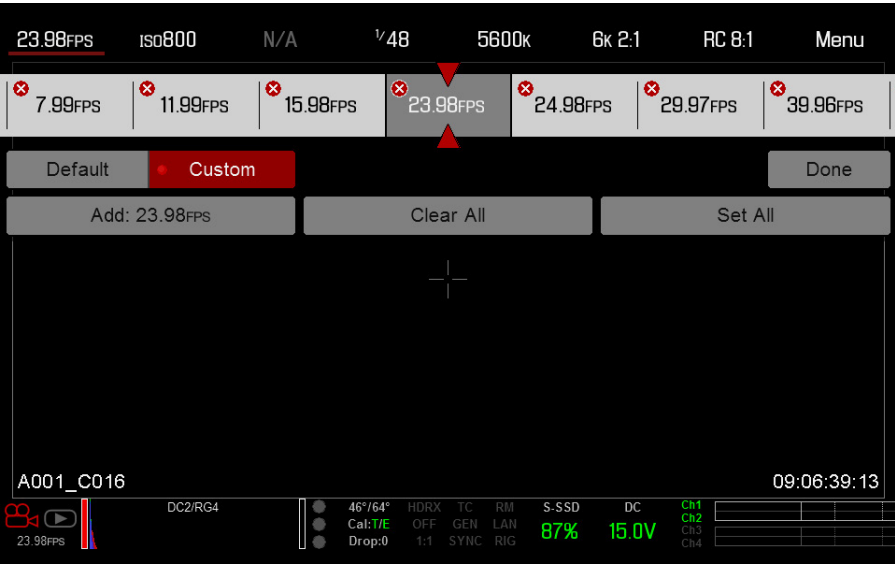 23.98FPS ISO800 N/A 1/48 5600K 6K 2:1 RC 8:1 Menu
7.99FPS 11.99FPS 15.98FPS 23.98FPS 24.98FPS 29.97FPS 39.96FPS
Default Custom Done
Add: 23.98FPS Clear All Set All
A001_C016 09:06:39:13
DC2/RG4 46°/64° HDRX TC RM S-SSD DC Ch1
Ch2
Cal:T/E OFF GEN LAN 87% 15.0V Ch3
23.98FPS Drop:0 1:1 SYNC RIG Ch4